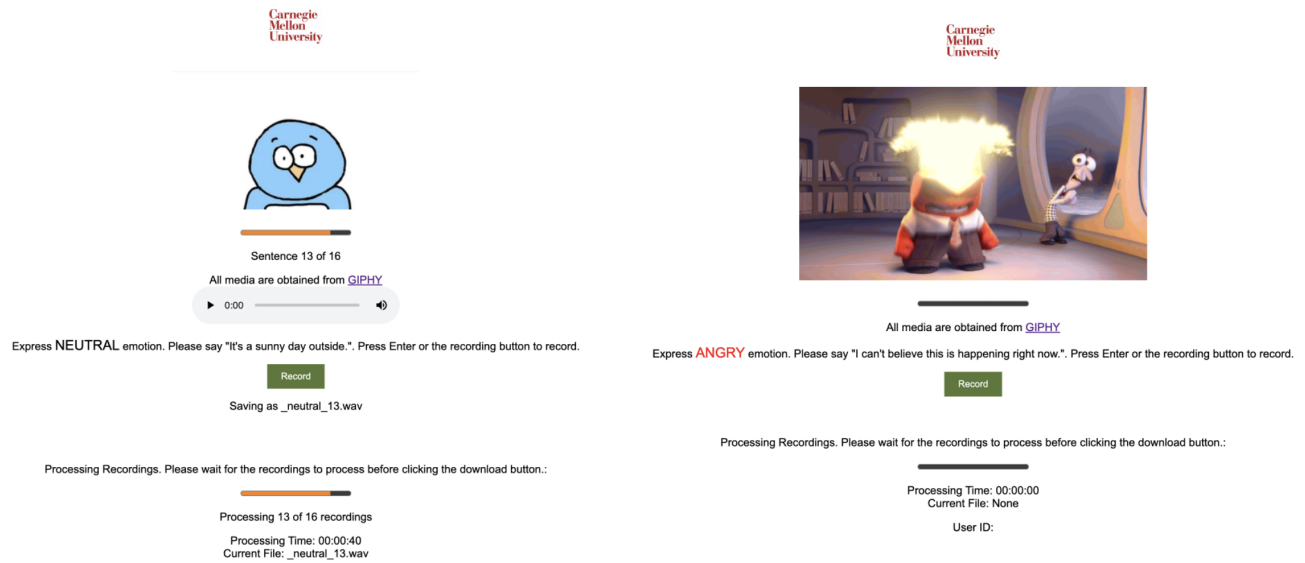 Carnegie
Mellon
University
Sentence 13 of 16
All media are obtained from GIPHY
0:00
Express NEUTRAL emotion. Please say "It's a sunny day outside.". Press Enter or the recording button to record.
Record
Saving as _neutral_13.wav
Processing Recordings. Please wait for the recordings to process before clicking the download button.:
Processing 13 of 16 recordings
Processing Time: 00:00:40
Current File: _neutral_13.wav
Carnegie
Mellon
University
All media are obtained from GIPHY
Express ANGRY emotion. Please say "I can't believe this is happening right now.". Press Enter or the recording button to record.
Record
Processing Recordings. Please wait for the recordings to process before clicking the download button.:
Processing Time: 00:00:00
Current File: None
User ID: